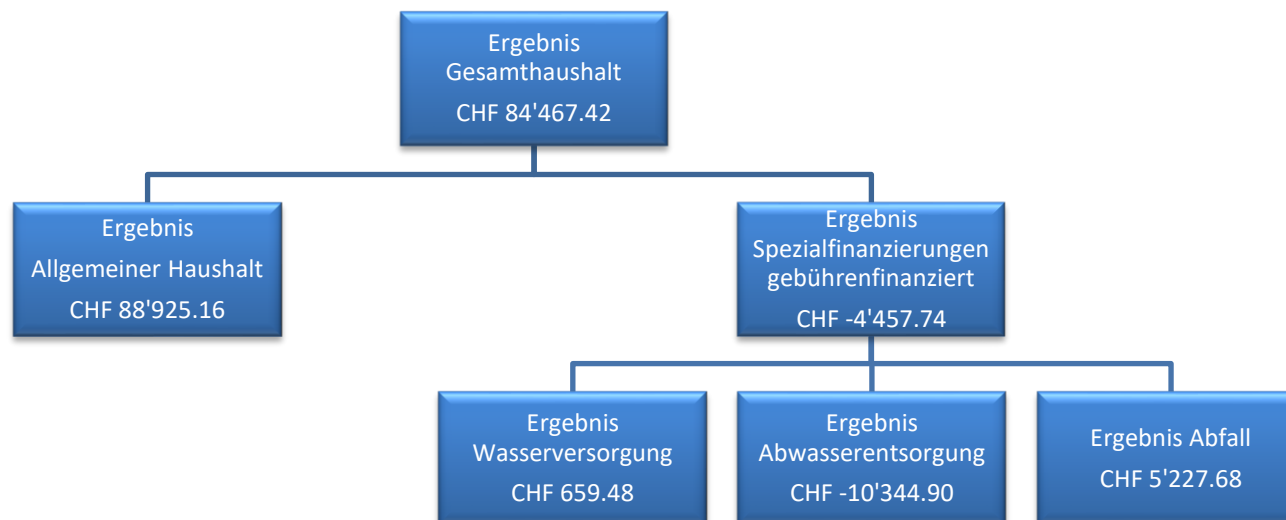 Ergebnis
Gesamthaushalt
CHF 84'467.42
Ergebnis
Allgemeiner Haushalt
CHF 88'925.16
Ergebnis
Spezialfinanzierungen
gebührenfinanziert
CHF -4'457.74
Ergebnis
Wasserversorgung
CHF 659.48
Ergebnis
Abwasserentsorgung
CHF -10'344.90
Ergebnis Abfall
CHF 5'227.68